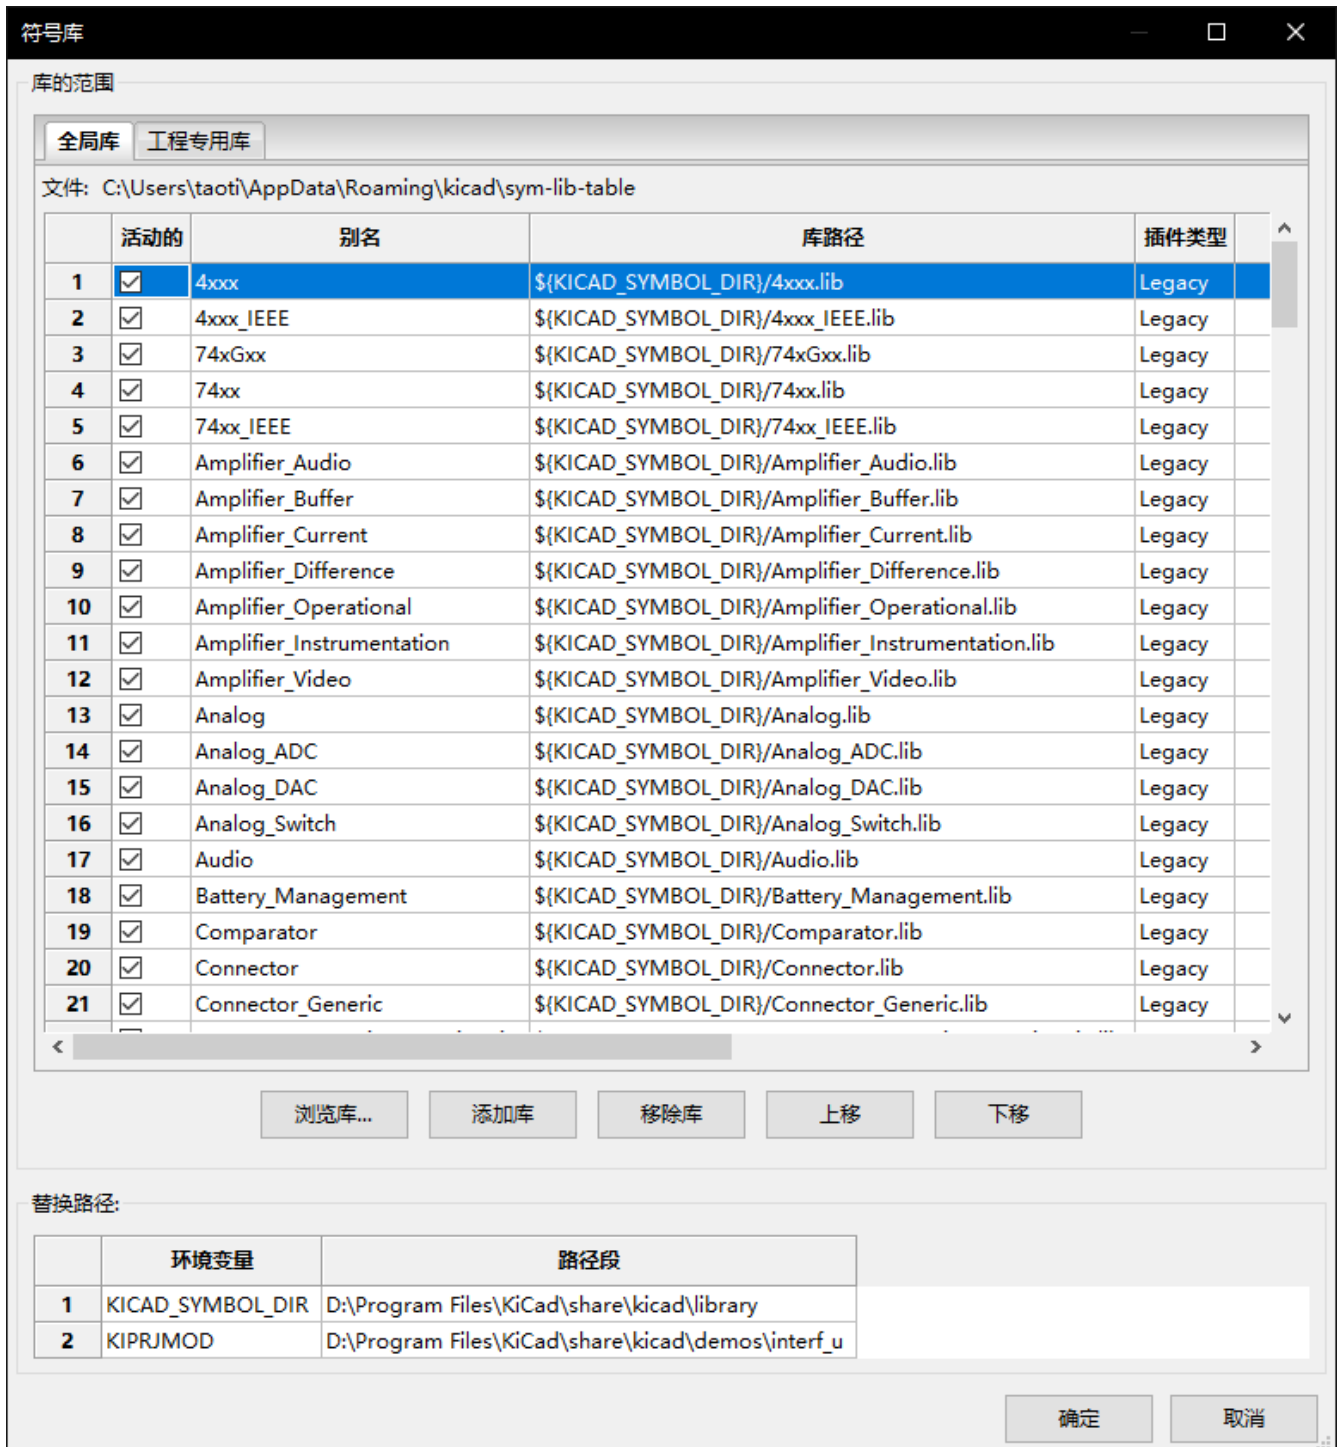 符号库
库的范围
全局库 工程专用库
文件: C:\Users\taoti\AppData\Roaming\kicad\sym-lib-table
活动的 别名 库路径 插件类型
1 4xxx ${KICAD_SYMBOL_DIR}/4xxx.lib Legacy
2 4xxx_IEEE ${KICAD_SYMBOL_DIR}/4xxx_IEEE.lib Legacy
3 74xGxx ${KICAD_SYMBOL_DIR}/74xGxx.lib Legacy
4 74xx ${KICAD_SYMBOL_DIR}/74xx.lib Legacy
5 74xx_IEEE ${KICAD_SYMBOL_DIR}/74xx_IEEE.lib Legacy
6 Amplifier_Audio ${KICAD_SYMBOL_DIR}/Amplifier_Audio.lib Legacy
7 Amplifier_Buffer ${KICAD_SYMBOL_DIR}/Amplifier_Buffer.lib Legacy
8 Amplifier_Current ${KICAD_SYMBOL_DIR}/Amplifier_Current.lib Legacy
9 Amplifier_Difference ${KICAD_SYMBOL_DIR}/Amplifier_Difference.lib Legacy
10 Amplifier_Operational ${KICAD_SYMBOL_DIR}/Amplifier_Operational.lib Legacy
11 Amplifier_Instrumentation ${KICAD_SYMBOL_DIR}/Amplifier_Instrumentation.lib Legacy
12 Amplifier_Video ${KICAD_SYMBOL_DIR}/Amplifier_Video.lib Legacy
13 Analog ${KICAD_SYMBOL_DIR}/Analog.lib Legacy
14 Analog_ADC ${KICAD_SYMBOL_DIR}/Analog_ADC.lib Legacy
15 Analog_DAC ${KICAD_SYMBOL_DIR}/Analog_DAC.lib Legacy
16 Analog_Switch ${KICAD_SYMBOL_DIR}/Analog_Switch.lib Legacy
17 Audio ${KICAD_SYMBOL_DIR}/Audio.lib Legacy
18 Battery_Management ${KICAD_SYMBOL_DIR}/Battery_Management.lib Legacy
19 Comparator ${KICAD_SYMBOL_DIR}/Comparator.lib Legacy
20 Connector ${KICAD_SYMBOL_DIR}/Connector.lib Legacy
21 Connector_Generic ${KICAD_SYMBOL_DIR}/Connector_Generic.lib Legacy
浏览库... 添加库 移除库 上移 下移
替换路径:
环境变量 路径段
1 KICAD_SYMBOL_DIR D:\Program Files\KiCad\share\kicad\library
2 KIPRJMOD D:\Program Files\KiCad\share\kicad\demos\interf_u
确定 取消